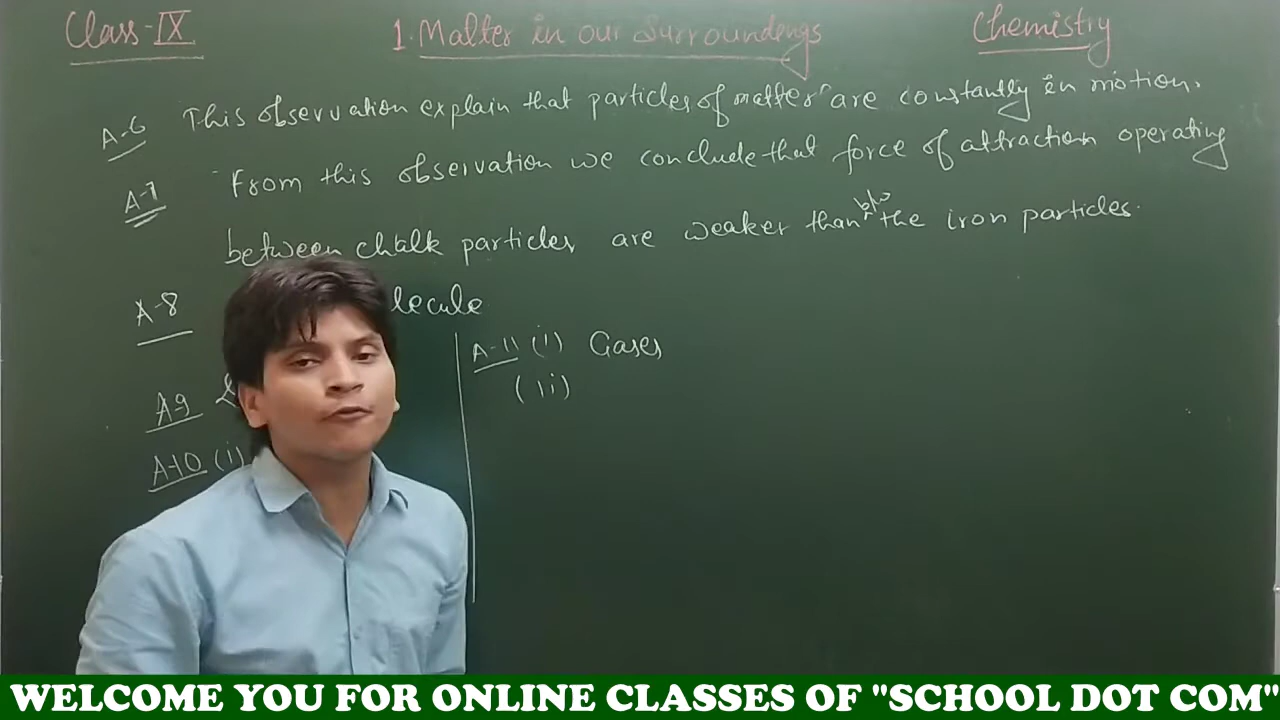 Class-IX 1. Matter in our Surroundings Chemistry
A-6 This observation explain that particles of matter are constantly in motion.
A-7 From this observation we conclude that force of attraction operating
between chalk particles are weaker than b/w the iron particles.
A-8 lecule
A-9
A-10 (i)
A-11 (i) Gases
(ii)
WELCOME YOU FOR ONLINE CLASSES OF "SCHOOL DOT COM"